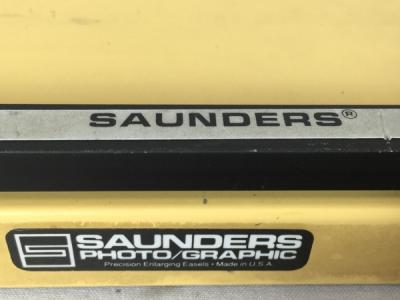 SAUNDERS®
SAUNDERS
PHOTO/GRAPHIC
Precision Enlarging Easels • Made in U.S.A